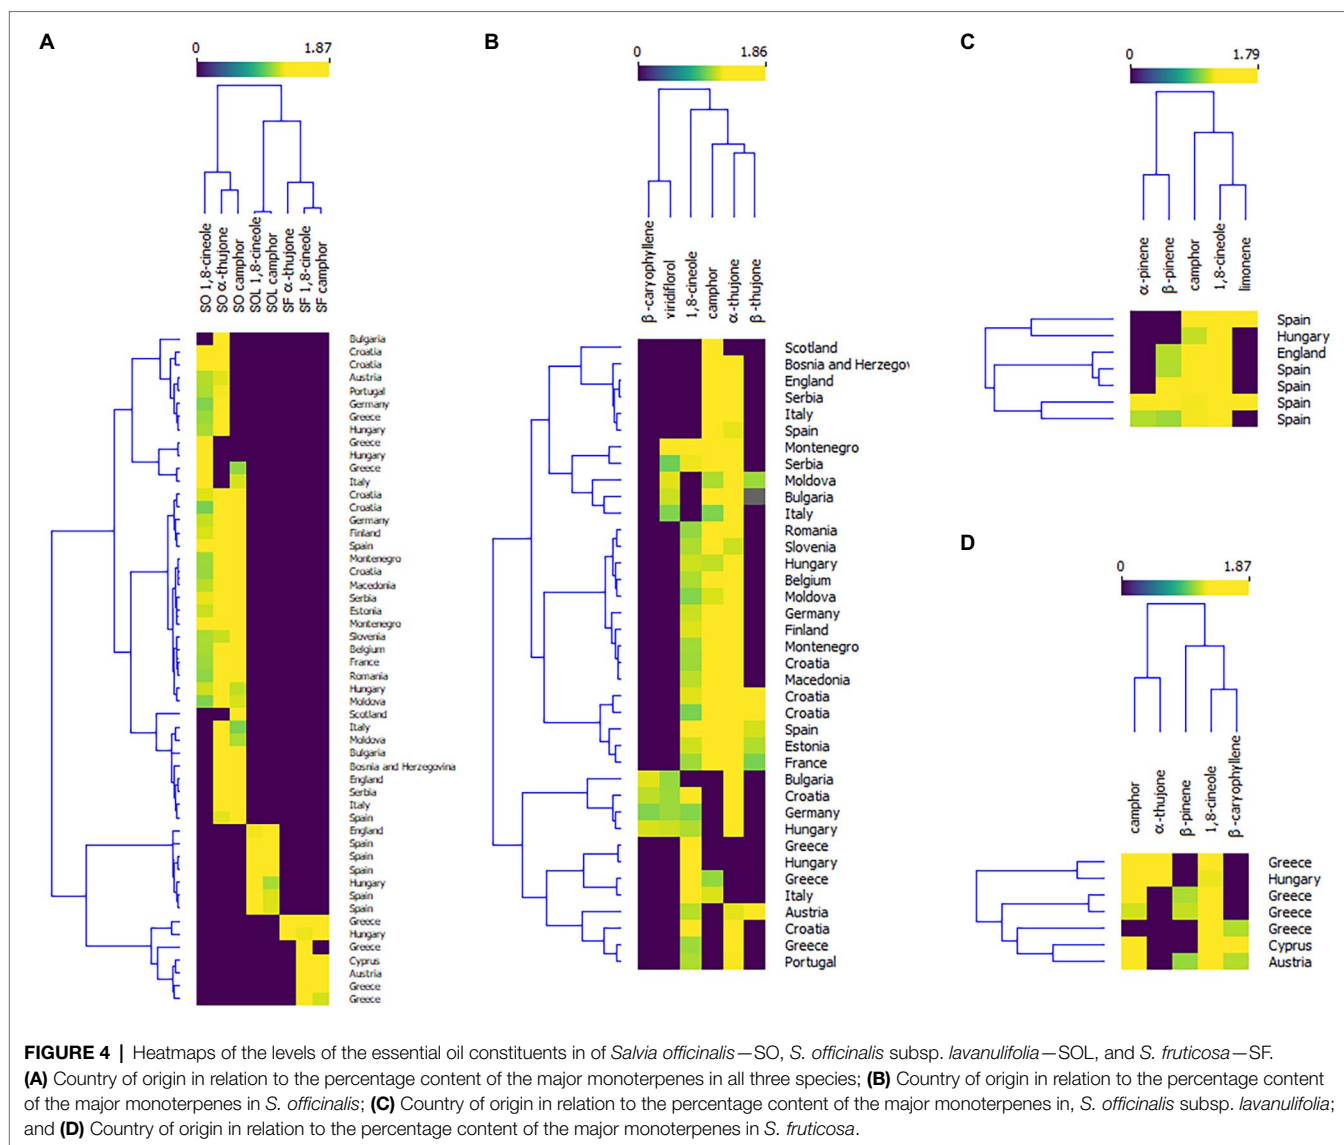 A
0 1.87
SO 1,8-cineole
SO α-thujone
SO camphor
SOL 1,8-cineole
SOL camphor
SF α-thujone
SF 1,8-cineole
SF camphor
Bulgaria
Croatia
Croatia
Austria
Portugal
Germany
Greece
Hungary
Greece
Hungary
Greece
Italy
Croatia
Croatia
Germany
Finland
Spain
Montenegro
Croatia
Macedonia
Serbia
Estonia
Montenegro
Slovenia
Belgium
France
Romania
Hungary
Moldova
Scotland
Italy
Moldova
Bulgaria
Bosnia and Herzegovina
England
Serbia
Italy
Spain
England
Spain
Spain
Spain
Hungary
Spain
Spain
Greece
Hungary
Greece
Cyprus
Austria
Greece
Greece
B
0 1.86
β-caryophyllene
viridiflorol
1,8-cineole
camphor
α-thujone
β-thujone
Scotland
Bosnia and Herzegov
England
Serbia
Italy
Spain
Montenegro
Serbia
Moldova
Bulgaria
Italy
Romania
Slovenia
Hungary
Belgium
Moldova
Germany
Finland
Montenegro
Croatia
Macedonia
Croatia
Croatia
Spain
Estonia
France
Bulgaria
Croatia
Germany
Hungary
Greece
Hungary
Greece
Italy
Austria
Croatia
Greece
Portugal
C
0 1.79
α-pinene
β-pinene
camphor
1,8-cineole
limonene
Spain
Hungary
England
Spain
Spain
Spain
Spain
D
0 1.87
camphor
α-thujone
β-pinene
1,8-cineole
β-caryophyllene
Greece
Hungary
Greece
Greece
Greece
Cyprus
Austria
FIGURE 4 | Heatmaps of the levels of the essential oil constituents in of Salvia officinalis—SO, S. officinalis subsp. lavanulifolia—SOL, and S. fruticosa—SF.
(A) Country of origin in relation to the percentage content of the major monoterpenes in all three species; (B) Country of origin in relation to the percentage content
of the major monoterpenes in S. officinalis; (C) Country of origin in relation to the percentage content of the major monoterpenes in, S. officinalis subsp. lavanulifolia;
and (D) Country of origin in relation to the percentage content of the major monoterpenes in S. fruticosa.